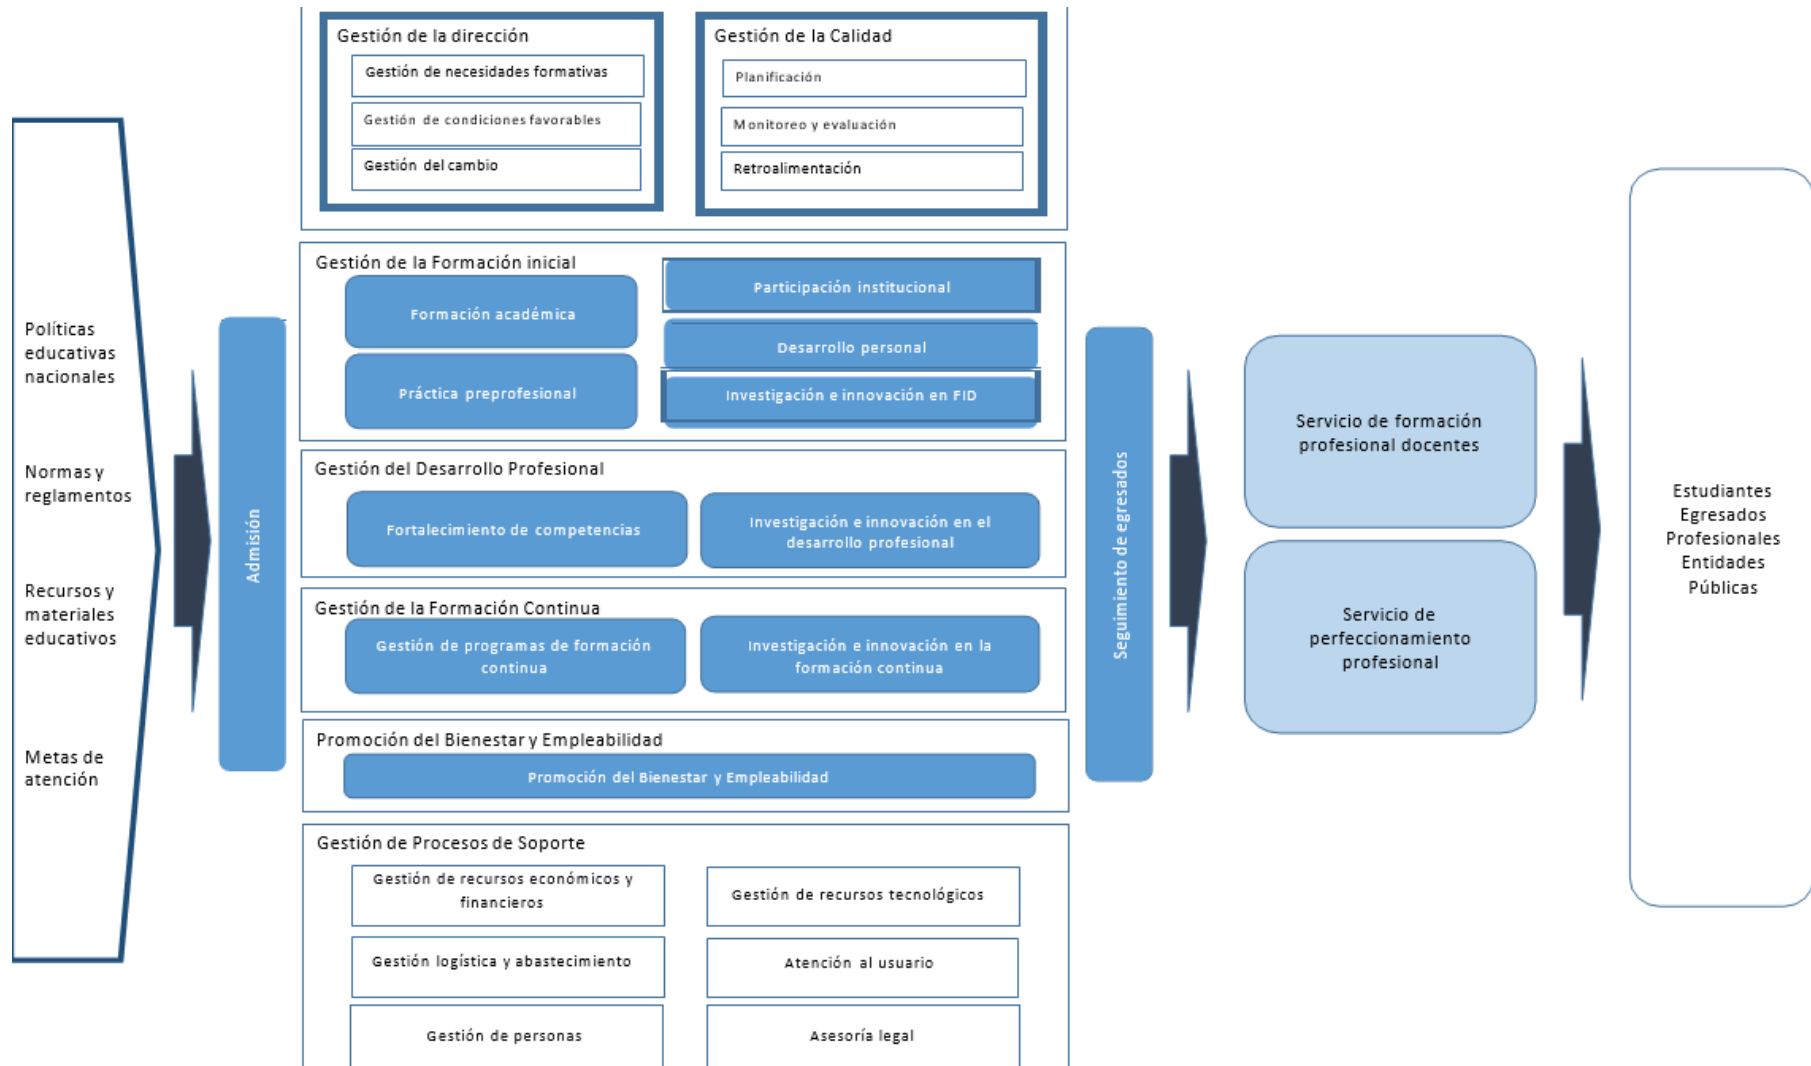 Políticas
educativas
nacionales
Normas y
reglamentos
Recursos y
materiales
educativos
Metas de
atención
Admisión
Gestión de la dirección
Gestión de necesidades formativas
Gestión de condiciones favorables
Gestión del cambio
Gestión de la Calidad
Planificación
Monitoreo y evaluación
Retroalimentación
Gestión de la Formación inicial
Formación académica
Práctica preprofesional
Participación institucional
Desarrollo personal
Investigación e innovación en FID
Gestión del Desarrollo Profesional
Fortalecimiento de competencias
Investigación e innovación en el
desarrollo profesional
Gestión de la Formación Continua
Gestión de programas de formación
continua
Investigación e innovación en la
formación continua
Promoción del Bienestar y Empleabilidad
Promoción del Bienestar y Empleabilidad
Gestión de Procesos de Soporte
Gestión de recursos económicos y
financieros
Gestión de recursos tecnológicos
Gestión logística y abastecimiento
Atención al usuario
Gestión de personas
Asesoría legal
Seguimiento de egresados
Servicio de formación
profesional docentes
Servicio de
perfeccionamiento
profesional
Estudiantes
Egresados
Profesionales
Entidades
Públicas